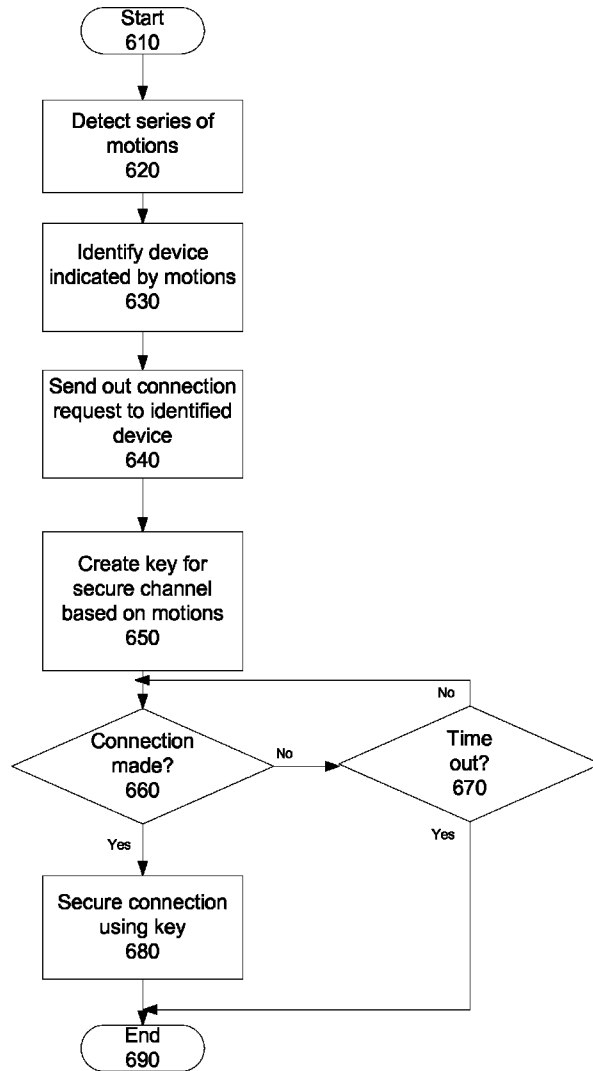 Start
610
Detect series of
motions
620
Identify device
indicated by motions
630
Send out connection
request to identified
device
640
Create key for
secure channel
based on motions
650
No
Connection
made?
660
No
Time
out?
670
Yes
Yes
Secure connection
using key
680
End
690